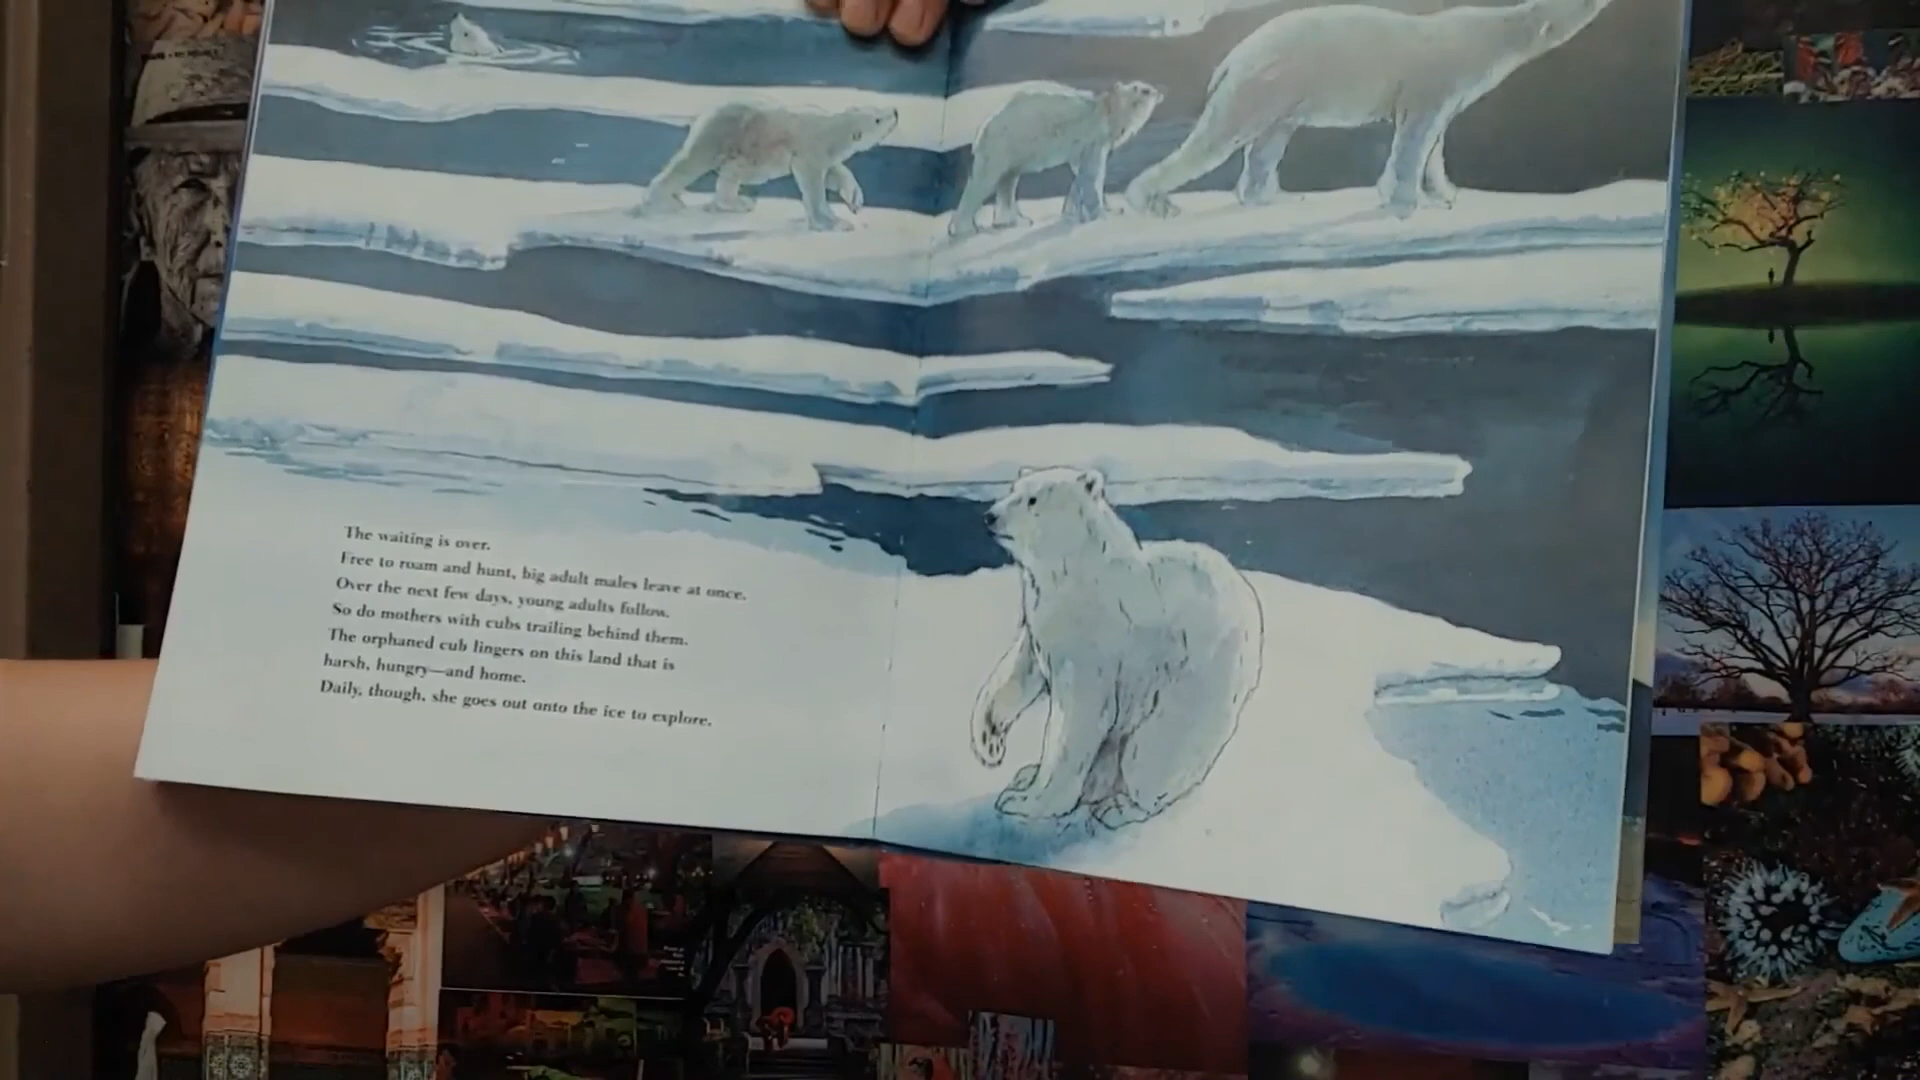 The waiting is over.
Free to roam and hunt, big adult males leave at once.
Over the next few days, young adults follow.
So do mothers with cubs trailing behind them.
The orphaned cub lingers on this land that is
harsh, hungry—and home.
Daily, though, she goes out onto the ice to explore.